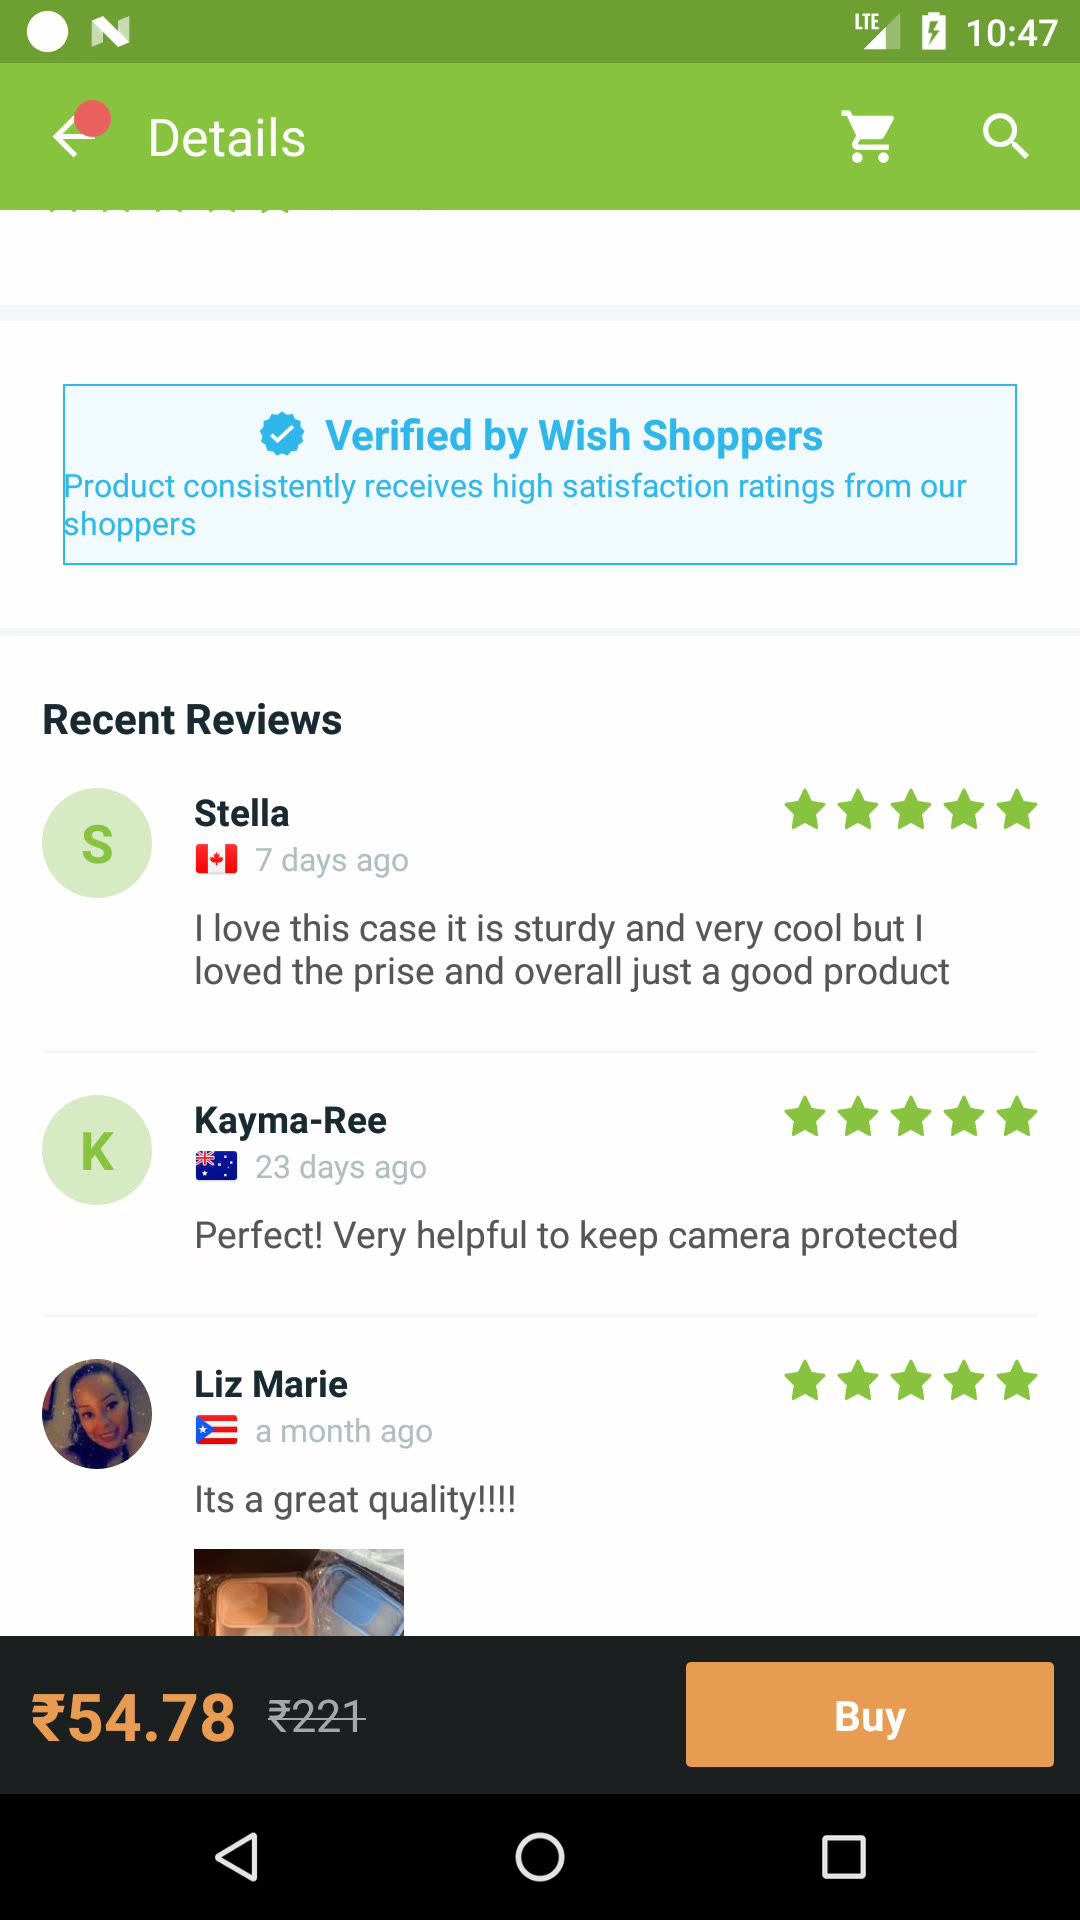 LTE 10:47
Details
Verified by Wish Shoppers
Product consistently receives high satisfaction ratings from our
shoppers
Recent Reviews
S
Stella
7 days ago
I love this case it is sturdy and very cool but I
loved the prise and overall just a good product
K
Kayma-Ree
23 days ago
Perfect! Very helpful to keep camera protected
Liz Marie
a month ago
Its a great quality!!!!
₹54.78 ₹221
Buy